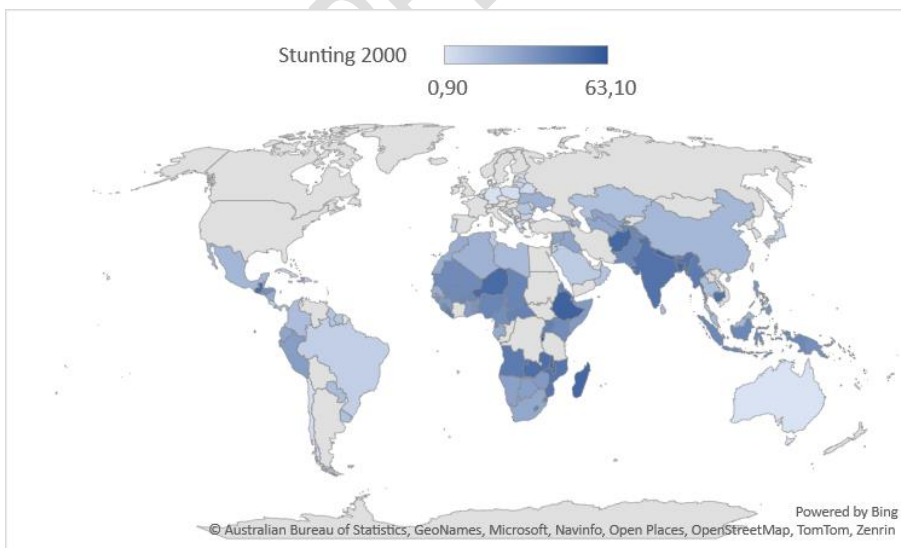 Stunting 2000
0,90 63,10
Powered by Bing
© Australian Bureau of Statistics, GeoNames, Microsoft, Navinfo, Open Places, OpenStreetMap, TomTom, Zenrin